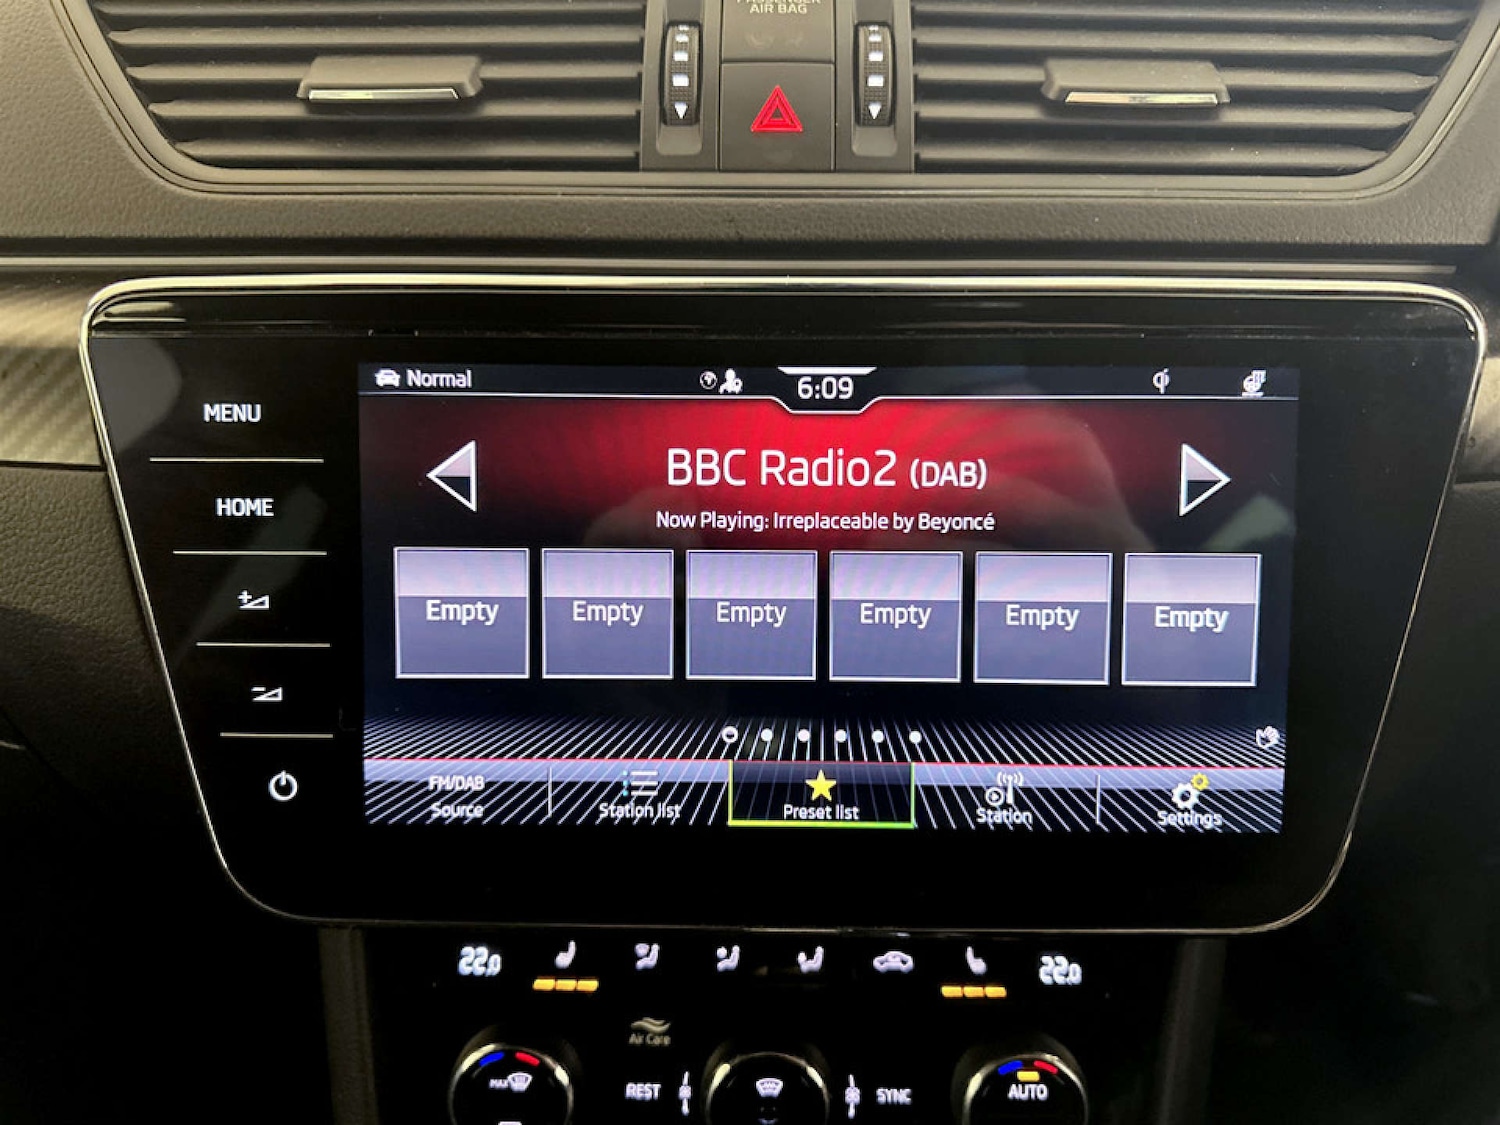 PASSENGER
AIR BAG
Normal
6:09
MENU
HOME
BBC Radio2 (DAB)
Now Playing: Irreplaceable by Beyoncé
Empty Empty Empty Empty Empty Empty
FM/DAB
Source
Station list
Preset list
Station
Settings
22.0
22.0
Air Care
MAX
REST
SYNC
AUTO